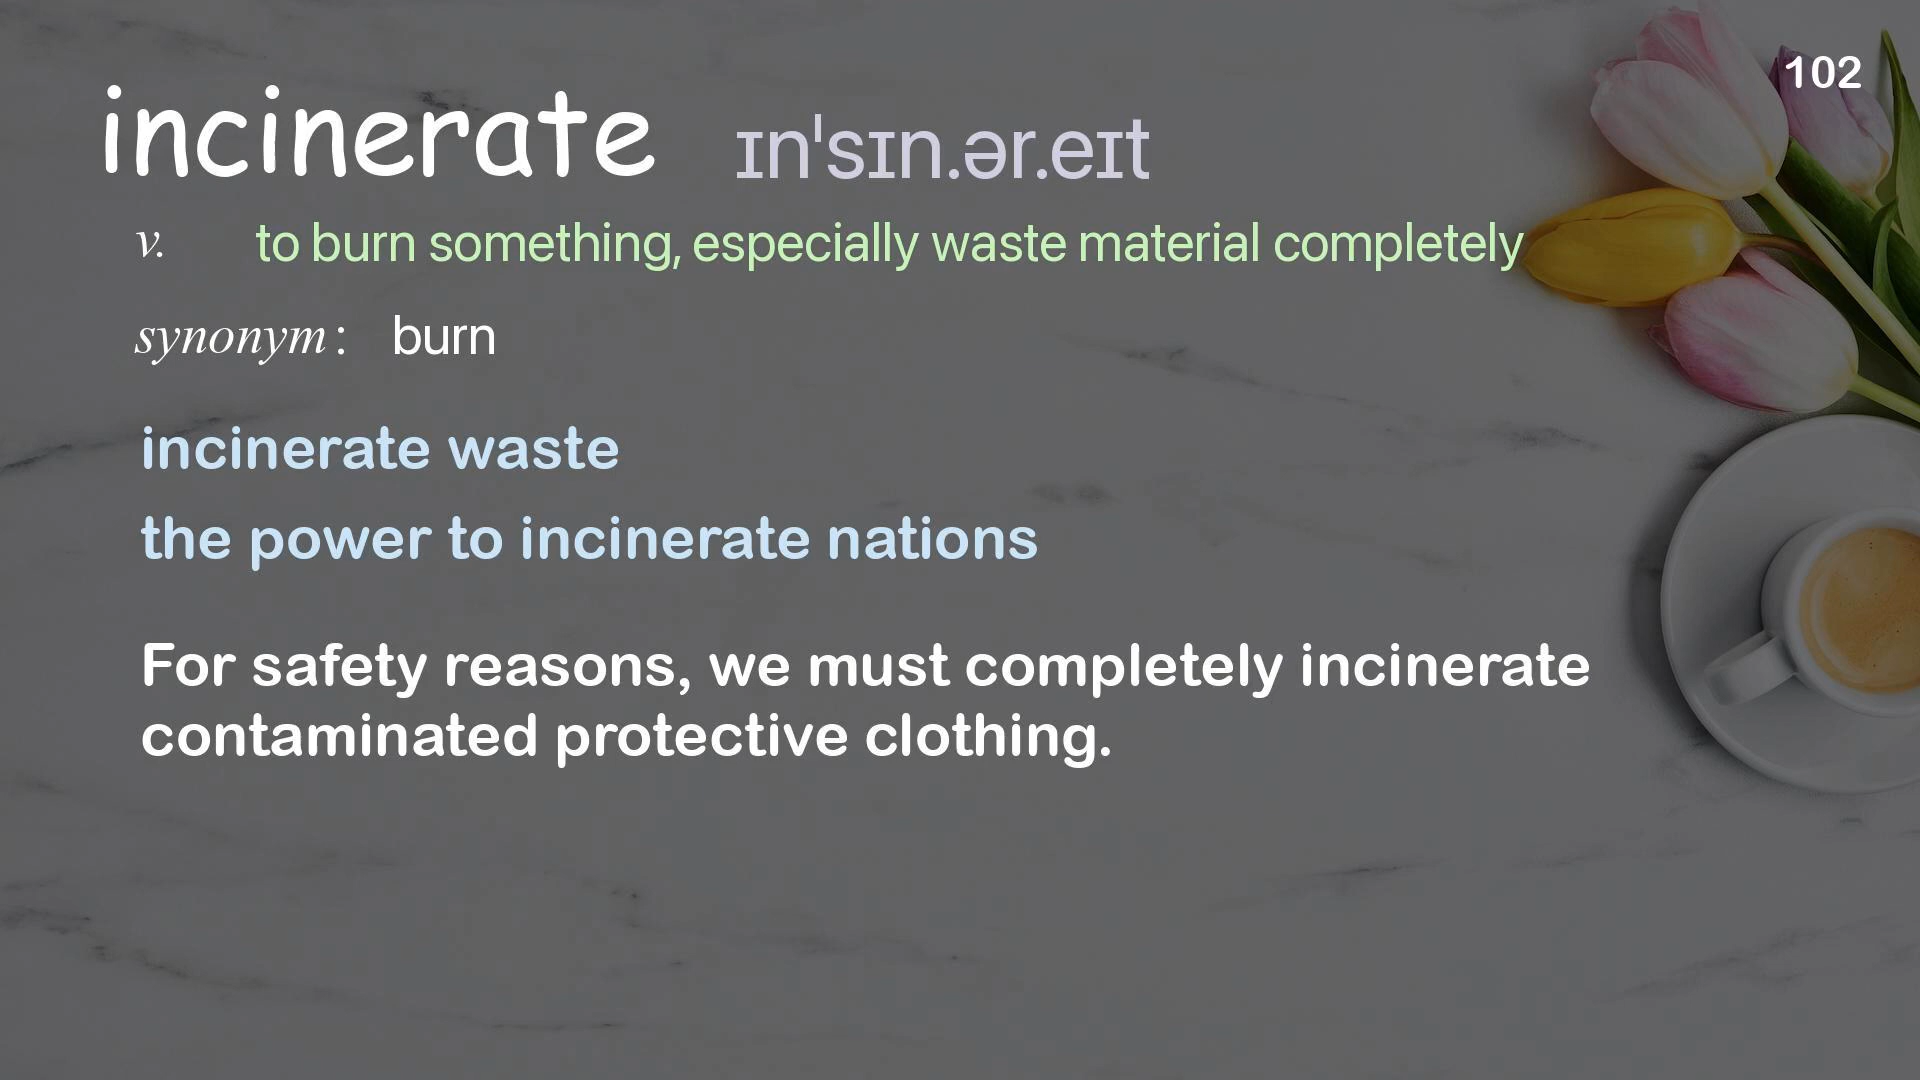 102
incinerate ɪnˈsɪn.ər.eɪt
v. to burn something, especially waste material completely
synonym: burn
incinerate waste
the power to incinerate nations
For safety reasons, we must completely incinerate
contaminated protective clothing.